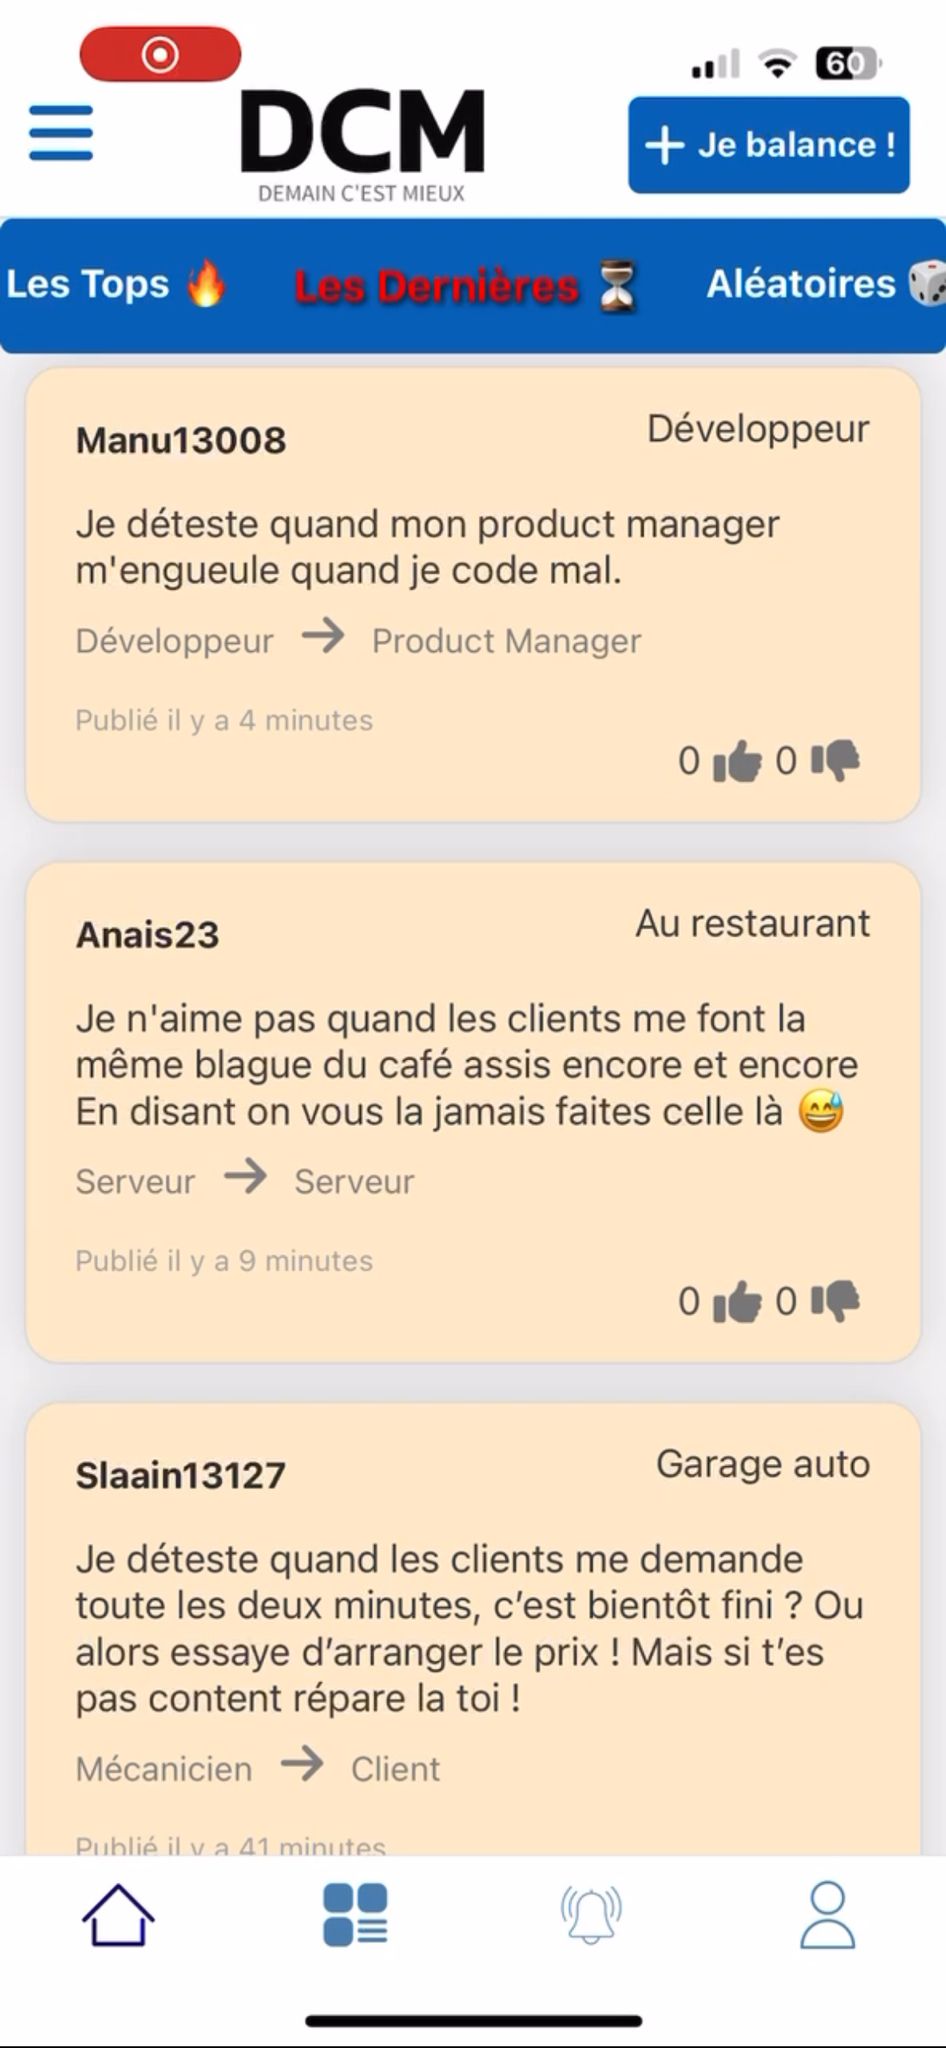 60
DCM
DEMAIN C'EST MIEUX
+ Je balance !
Les Tops 🔥 Les Dernières ⏳ Aléatoires 🎲
Manu13008 Développeur
Je déteste quand mon product manager
m'engueule quand je code mal.
Développeur → Product Manager
Publié il y a 4 minutes
0 0
Anais23 Au restaurant
Je n'aime pas quand les clients me font la
même blague du café assis encore et encore
En disant on vous la jamais faites celle là 😅
Serveur → Serveur
Publié il y a 9 minutes
0 0
Slaain13127 Garage auto
Je déteste quand les clients me demande
toute les deux minutes, c’est bientôt fini ? Ou
alors essaye d’arranger le prix ! Mais si t’es
pas content répare la toi !
Mécanicien → Client
Publié il y a 41 minutes